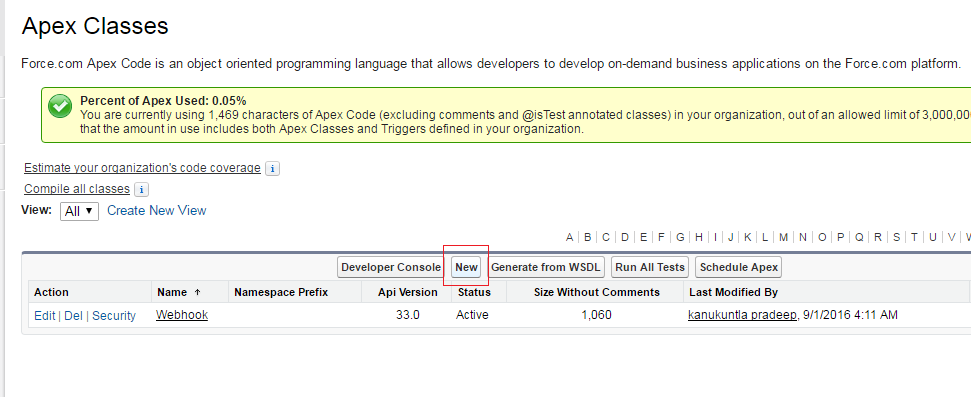 Apex Classes
Force.com Apex Code is an object oriented programming language that allows developers to develop on-demand business applications on the Force.com platform.
Percent of Apex Used: 0.05%
You are currently using 1,469 characters of Apex Code (excluding comments and @isTest annotated classes) in your organization, out of an allowed limit of 3,000,00
that the amount in use includes both Apex Classes and Triggers defined in your organization.
Estimate your organization's code coverage i
Compile all classes i
View: All ▼ Create New View
A | B | C | D | E | F | G | H | I | J | K | L | M | N | O | P | Q | R | S | T | U | V |
Developer Console New Generate from WSDL Run All Tests Schedule Apex
Action Name ↑ Namespace Prefix Api Version Status Size Without Comments Last Modified By
Edit | Del | Security Webhook 33.0 Active 1,060 kanukuntla pradeep, 9/1/2016 4:11 AM